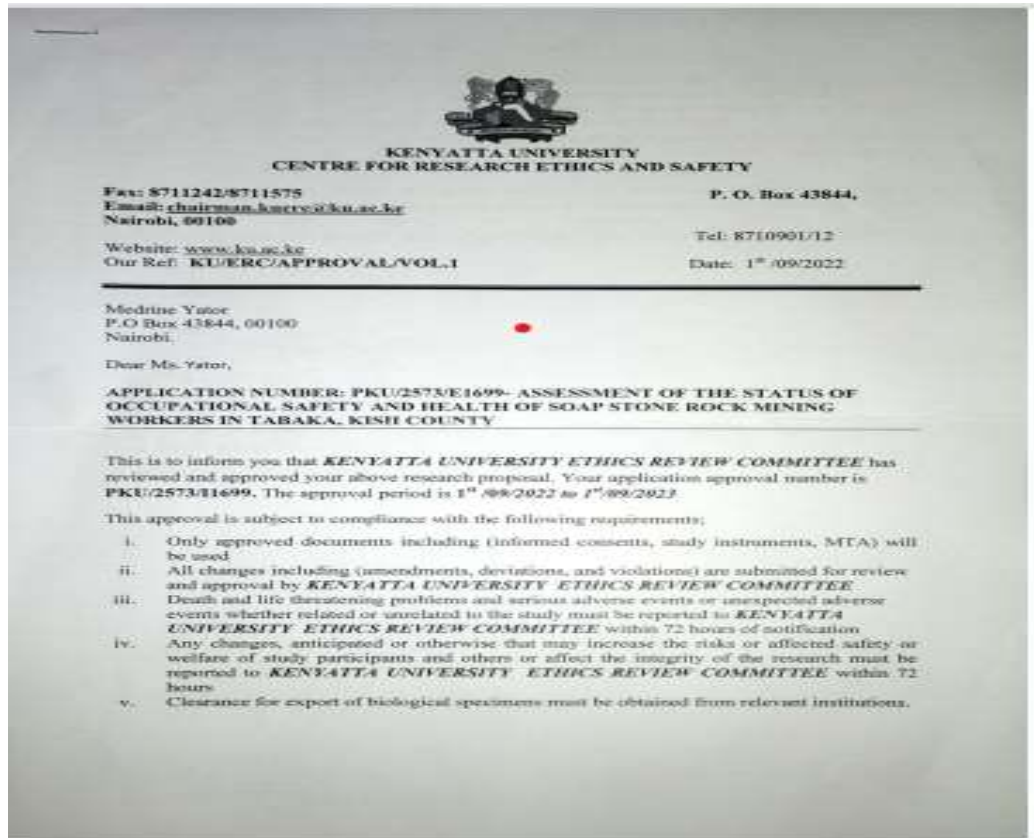 KENYATTA UNIVERSITY
CENTRE FOR RESEARCH ETHICS AND SAFETY
Fax: 8711242/8711575
P. O. Box 43844,
Email: chairman.kuerc@ku.ac.ke
Nairobi, 00100
Tel: 8710901/12
Website: www.ku.ac.ke
Our Ref: KU/ERC/APPROVAL/VOL.1
Date: 1st /09/2022
Medrine Yator
P.O Box 43844, 00100
Nairobi.
Dear Ms. Yator,
APPLICATION NUMBER: PKU/2573/E1699- ASSESSMENT OF THE STATUS OF
OCCUPATIONAL SAFETY AND HEALTH OF SOAP STONE ROCK MINING
WORKERS IN TABAKA, KISII COUNTY
This is to inform you that KENYATTA UNIVERSITY ETHICS REVIEW COMMITTEE has
reviewed and approved your above research proposal. Your application approval number is
PKU/2573/I1699. The approval period is 1st /09/2022 to 1st/09/2023
This approval is subject to compliance with the following requirements;
i. Only approved documents including (informed consents, study instruments, MTA) will
be used
ii. All changes including (amendments, deviations, and violations) are submitted for review
and approval by KENYATTA UNIVERSITY ETHICS REVIEW COMMITTEE
iii. Death and life threatening problems and serious adverse events or unexpected adverse
events whether related or unrelated to the study must be reported to KENYATTA
UNIVERSITY ETHICS REVIEW COMMITTEE within 72 hours of notification
iv. Any changes, anticipated or otherwise that may increase the risks or affected safety or
welfare of study participants and others or affect the integrity of the research must be
reported to KENYATTA UNIVERSITY ETHICS REVIEW COMMITTEE within 72
hours
v. Clearance for export of biological specimens must be obtained from relevant institutions.